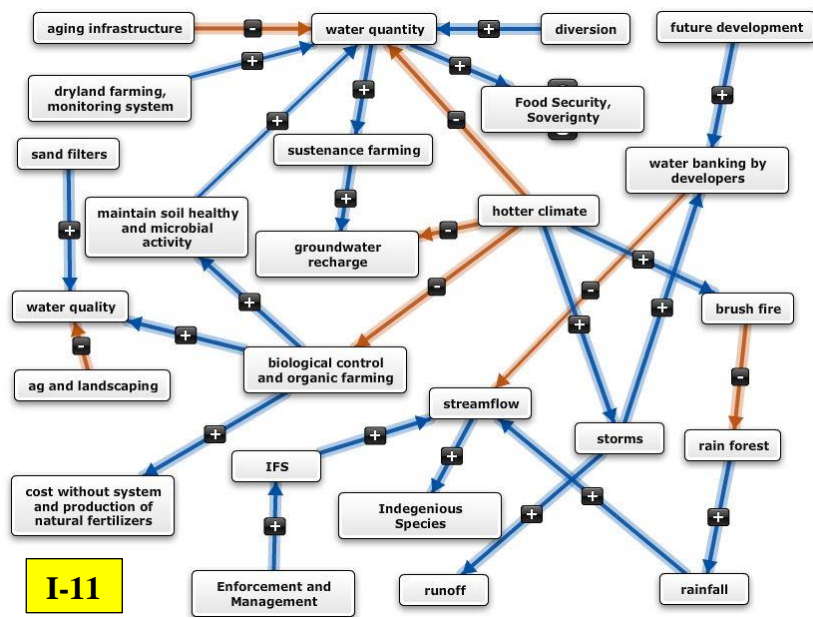 aging infrastructure
-
water quantity
+
diversion
future development
dryland farming,
monitoring system
+
+
+
Food Security,
Soverignty
+
sand filters
+
-
sustenance farming
water banking by
developers
maintain soil healthy
and microbial
activity
+
hotter climate
+
groundwater
recharge
-
+
-
water quality
+
-
+
+
brush fire
+
-
biological control
and organic farming
-
ag and landscaping
streamflow
+
+
storms
rain forest
IFS
+
cost without system
and production of
natural fertilizers
Indegenious
Species
+
+
+
+
I-11
Enforcement and
Management
runoff
rainfall